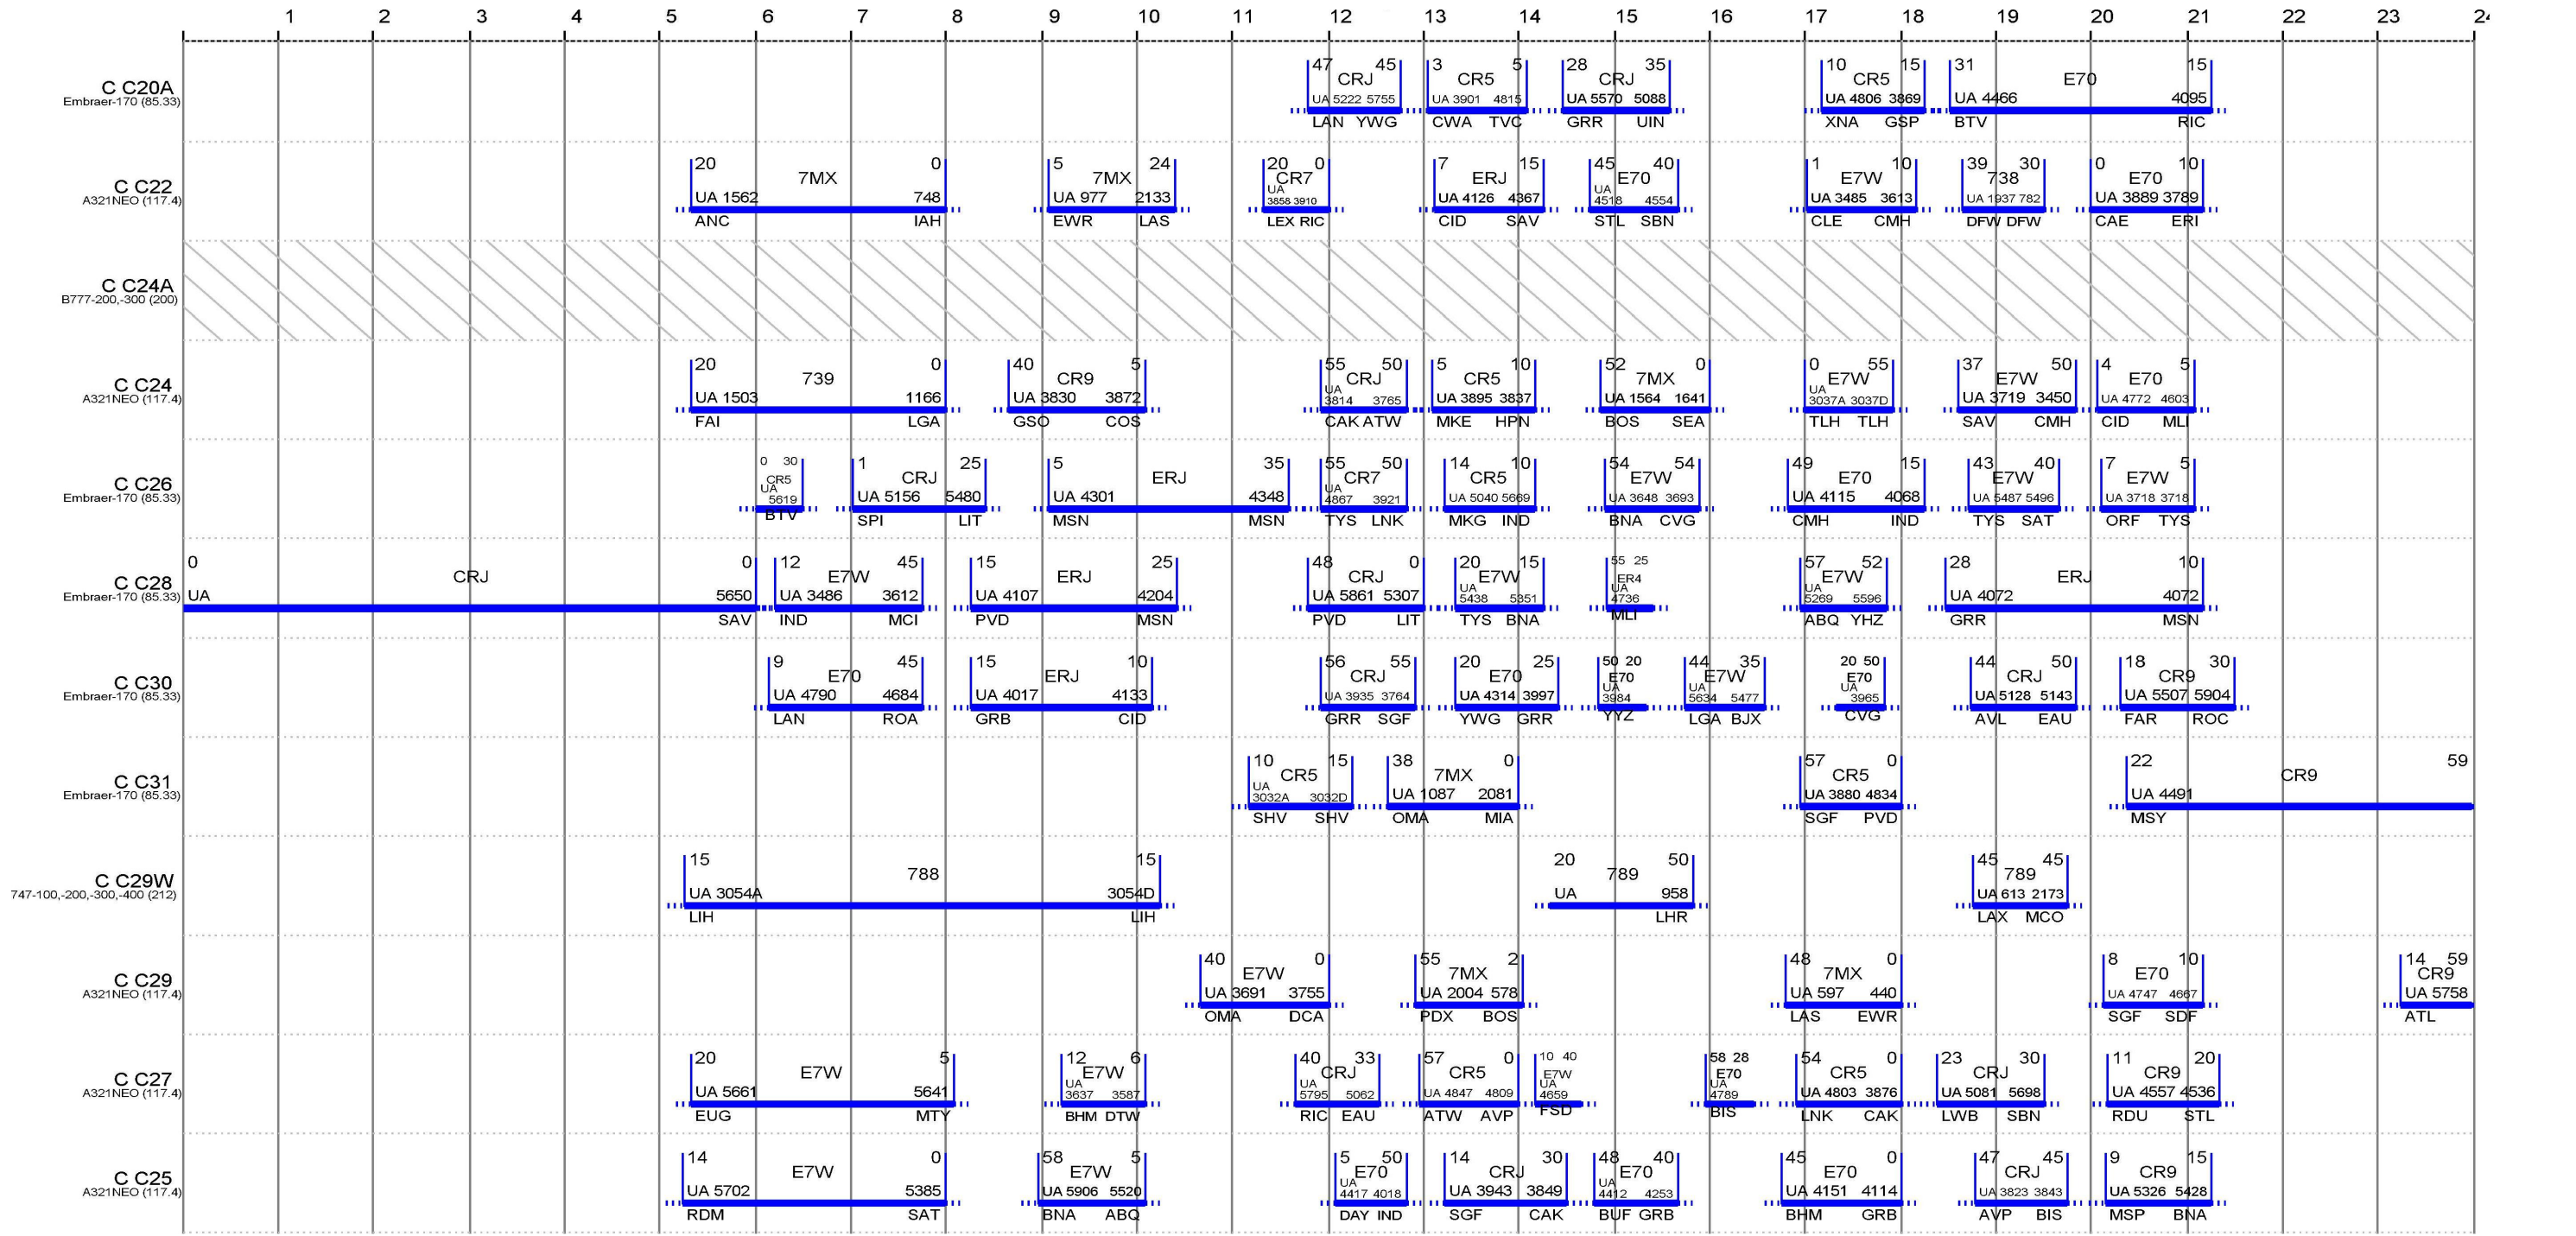 1 2 3 4 5 6 7 8 9 10 11 12 13 14 15 16 17 18 19 20 21 22 23 24
47 45 3 5 28 35 10 15 31 15
C C20A CRJ CR5 CRJ CR5 E70
Embraer-170 (85.33) UA 5222 5755 UA 3901 4815 UA 5570 5088 UA 4806 3869 UA 4466 4095
LAN YWG CWA TVC GRR UIN XNA GSP BTV RIC
20 0 5 24 20 0 7 15 45 40 1 10 39 30 0 10
C C22 7MX 7MX CR7 ERJ E70 E7W 738 E70
UA UA
A321NEO (117.4) UA 1562 748 UA 977 2133 3858 3910 UA 4126 4367 4518 4554 UA 3485 3613 UA 1937 782 UA 3889 3789
ANC IAH EWR LAS LEX RIC CID SAV STL SBN CLE CMH DFW DFW CAE ERI
C C24A
B777-200,-300 (200)
20 0 40 5 55 50 5 10 52 0 0 55 37 50 4 5
C C24 739 CR9 CRJ CR5 7MX E7W E7W E70
UA UA
A321NEO (117.4) UA 1503 1166 UA 3830 3872 3814 3765 UA 3895 3837 UA 1564 1641 3037A 3037D UA 3719 3450 UA 4772 4603
FAI LGA GSO COS CAK ATW MKE HPN BOS SEA TLH TLH SAV CMH CID MLI
0 30 1 25 5 35 55 50 14 10 54 54 49 15 43 40 7 5
C C26 CR5 CRJ ERJ CR7 CR5 E7W E70 E7W E7W
UA UA
Embraer-170 (85.33) 5619 UA 5156 5480 UA 4301 4348 4867 3921 UA 5040 5669 UA 3648 3693 UA 4115 4068 UA 5487 5496 UA 3718 3718
BTV SPI LIT MSN MSN TYS LNK MKG IND BNA CVG CMH IND TYS SAT ORF TYS
0 0 12 45 15 25 48 0 20 15 55 25 57 52 28 10
C C28 CRJ E7W ERJ CRJ E7W ER4 E7W ERJ
UA UA UA
Embraer-170 (85.33) UA 5650 UA 3486 3612 UA 4107 4204 UA 5861 5307 5438 5351 4736 5269 5596 UA 4072 4072
SAV IND MCI PVD MSN PVD LIT TYS BNA MLI ABQ YHZ GRR MSN
9 45 15 10 56 55 20 25 50 20 44 35 20 50 44 50 18 30
C C30 E70 ERJ CRJ E70 E70 E7W E70 CRJ CR9
UA UA UA
Embraer-170 (85.33) UA 4790 4684 UA 4017 4133 UA 3935 3764 UA 4314 3997 3984 5634 5477 3965 UA 5128 5143 UA 5507 5904
LAN ROA GRB CID GRR SGF YWG GRR YYZ LGA BJX CVG AVL EAU FAR ROC
10 15 38 0 57 0 22 59
C C31 CR5 7MX CR5 CR9
UA
Embraer-170 (85.33) 3032A 3032D UA 1087 2081 UA 3880 4834 UA 4491
SHV SHV OMA MIA SGF PVD MSY
15 15 20 50 45 45
C C29W 788 789 789
747-100,-200,-300,-400 (212) UA 3054A 3054D UA 958 UA 613 2173
LIH LIH LHR LAX MCO
40 0 55 2 48 0 8 10 14 59
C C29 E7W 7MX 7MX E70 CR9
A321NEO (117.4) UA 3691 3755 UA 2004 578 UA 597 440 UA 4747 4667 UA 5758
OMA DCA PDX BOS LAS EWR SGF SDF ATL
20 5 12 6 40 33 57 0 10 40 58 28 54 0 23 30 11 20
C C27 E7W E7W CRJ CR5 E7W E70 CR5 CRJ CR9
UA UA UA UA
A321NEO (117.4) UA 5661 5641 3637 3587 5795 5062 UA 4847 4809 4659 4789 UA 4803 3876 UA 5081 5698 UA 4557 4536
EUG MTY BHM DTW RIC EAU ATW AVP FSD BIS LNK CAK LWB SBN RDU STL
14 0 58 5 5 50 14 30 48 40 45 0 47 45 9 15
C C25 E7W E7W E70 CRJ E70 E70 CRJ CR9
UA UA
A321NEO (117.4) UA 5702 5385 UA 5906 5520 4417 4018 UA 3943 3849 4412 4253 UA 4151 4114 UA 3823 3843 UA 5326 5428
RDM SAT BNA ABQ DAY IND SGF CAK BUF GRB BHM GRB AVP BIS MSP BNA